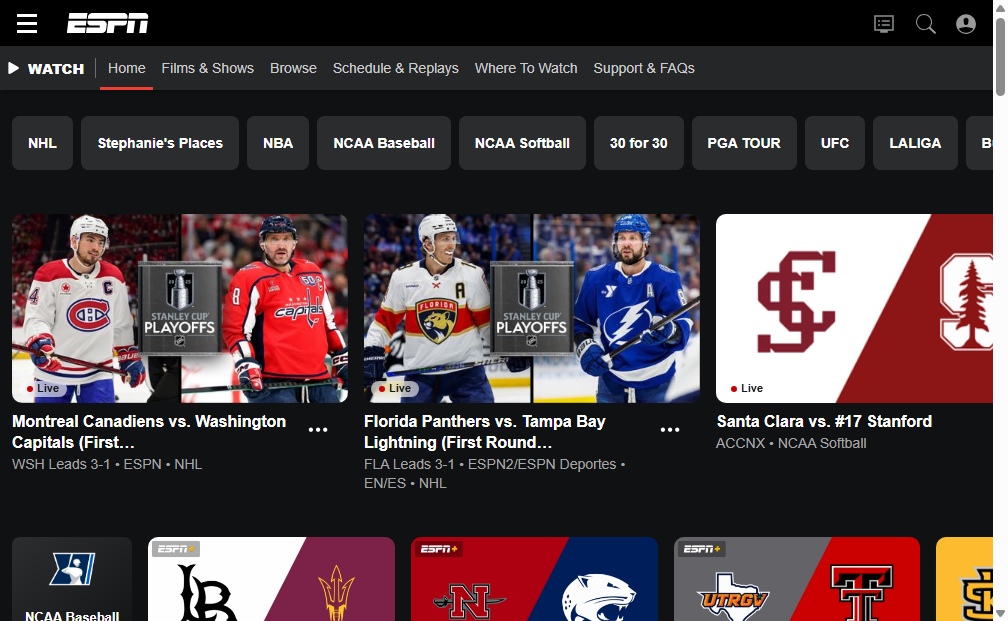 ESPN
WATCH
Home
Films & Shows
Browse
Schedule & Replays
Where To Watch
Support & FAQs
NHL
Stephanie's Places
NBA
NCAA Baseball
NCAA Softball
30 for 30
PGA TOUR
UFC
LALIGA
STANLEY CUP
PLAYOFFS
Live
Montreal Canadiens vs. Washington
Capitals (First…
WSH Leads 3-1 • ESPN • NHL
FLORIDA
STANLEY CUP
PLAYOFFS
Live
Florida Panthers vs. Tampa Bay
Lightning (First Round…
FLA Leads 3-1 • ESPN2/ESPN Deportes •
EN/ES • NHL
Live
Santa Clara vs. #17 Stanford
ACCNX • NCAA Softball
NCAA Baseball
ESPN+
LB
ESPN+
N
ESPN+
UTRGV